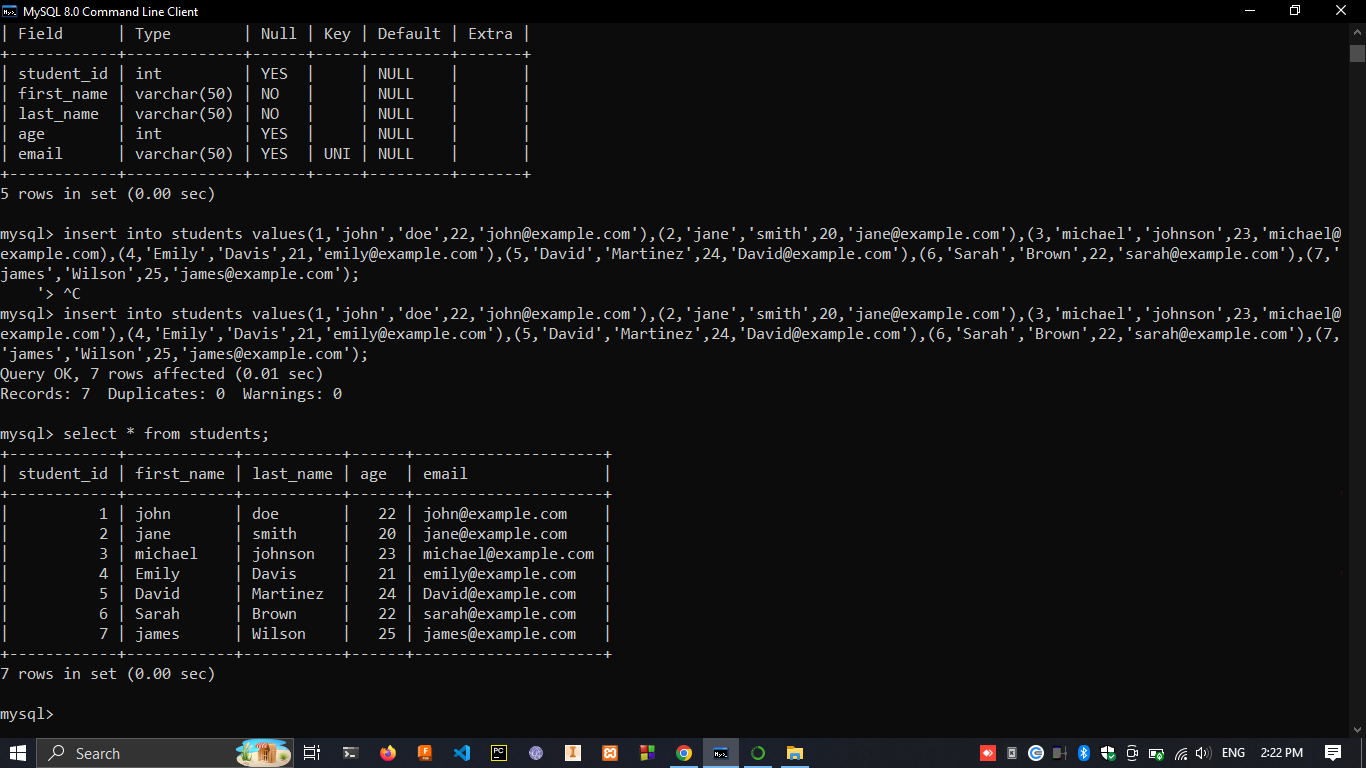 MySQL 8.0 Command Line Client
| Field      | Type        | Null | Key | Default | Extra |
+------------+-------------+------+-----+---------+-------+
| student_id | int         | YES  |     | NULL    |       |
| first_name | varchar(50) | NO   |     | NULL    |       |
| last_name  | varchar(50) | NO   |     | NULL    |       |
| age        | int         | YES  |     | NULL    |       |
| email      | varchar(50) | YES  | UNI | NULL    |       |
+------------+-------------+------+-----+---------+-------+
5 rows in set (0.00 sec)
mysql> insert into students values(1,'john','doe',22,'john@example.com'),(2,'jane','smith',20,'jane@example.com'),(3,'michael','johnson',23,'michael@
example.com),(4,'Emily','Davis',21,'emily@example.com'),(5,'David','Martinez',24,'David@example.com'),(6,'Sarah','Brown',22,'sarah@example.com'),(7,'
james','Wilson',25,'james@example.com');
    '> ^C
mysql> insert into students values(1,'john','doe',22,'john@example.com'),(2,'jane','smith',20,'jane@example.com'),(3,'michael','johnson',23,'michael@
example.com'),(4,'Emily','Davis',21,'emily@example.com'),(5,'David','Martinez',24,'David@example.com'),(6,'Sarah','Brown',22,'sarah@example.com'),(7,
'james','Wilson',25,'james@example.com');
Query OK, 7 rows affected (0.01 sec)
Records: 7  Duplicates: 0  Warnings: 0
mysql> select * from students;
+------------+------------+-----------+------+---------------------+
| student_id | first_name | last_name | age  | email               |
+------------+------------+-----------+------+---------------------+
|          1 | john       | doe       |   22 | john@example.com    |
|          2 | jane       | smith     |   20 | jane@example.com    |
|          3 | michael    | johnson   |   23 | michael@example.com |
|          4 | Emily      | Davis     |   21 | emily@example.com   |
|          5 | David      | Martinez  |   24 | David@example.com   |
|          6 | Sarah      | Brown     |   22 | sarah@example.com   |
|          7 | james      | Wilson    |   25 | james@example.com   |
+------------+------------+-----------+------+---------------------+
7 rows in set (0.00 sec)
mysql>
Search ENG 2:22 PM